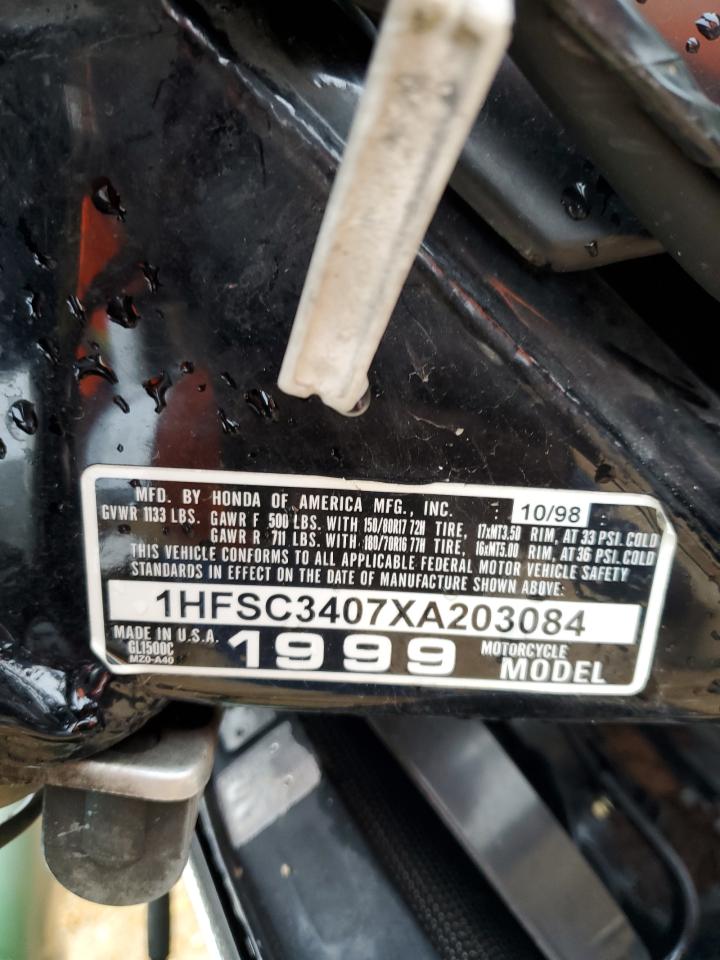 MFD. BY HONDA OF AMERICA MFG., INC. 10/98
GVWR 1133 LBS. GAWR F 500 LBS. WITH 150/80R17 72H TIRE, 17xMT3.50 RIM, AT 33 PSI. COLD
GAWR R 711 LBS. WITH 180/70R16 77H TIRE, 16xMT5.00 RIM, AT 36 PSI. COLD
THIS VEHICLE CONFORMS TO ALL APPLICABLE FEDERAL MOTOR VEHICLE SAFETY
STANDARDS IN EFFECT ON THE DATE OF MANUFACTURE SHOWN ABOVE:
1HFSC3407XA203084
MADE IN U.S.A. 1999 MOTORCYCLE
GL1500C MODEL
MZ0-A40